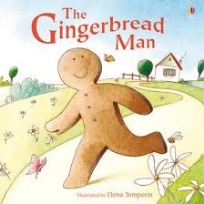 The
Gingerbread
Man
Illustrated by Elena Temporin